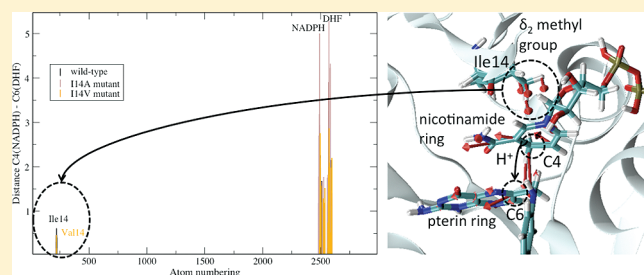 Distance C4(NADPH) - C6(DHF)
5
4
3
2
1
500
1000
1500
2000
2500
Atom numbering
wild-type
I14A mutant
I14V mutant
NADPH
DHF
Ile14
Val14
δ2 methyl
group
Ile14
nicotinamide
ring
H+
C4
C6
pterin ring